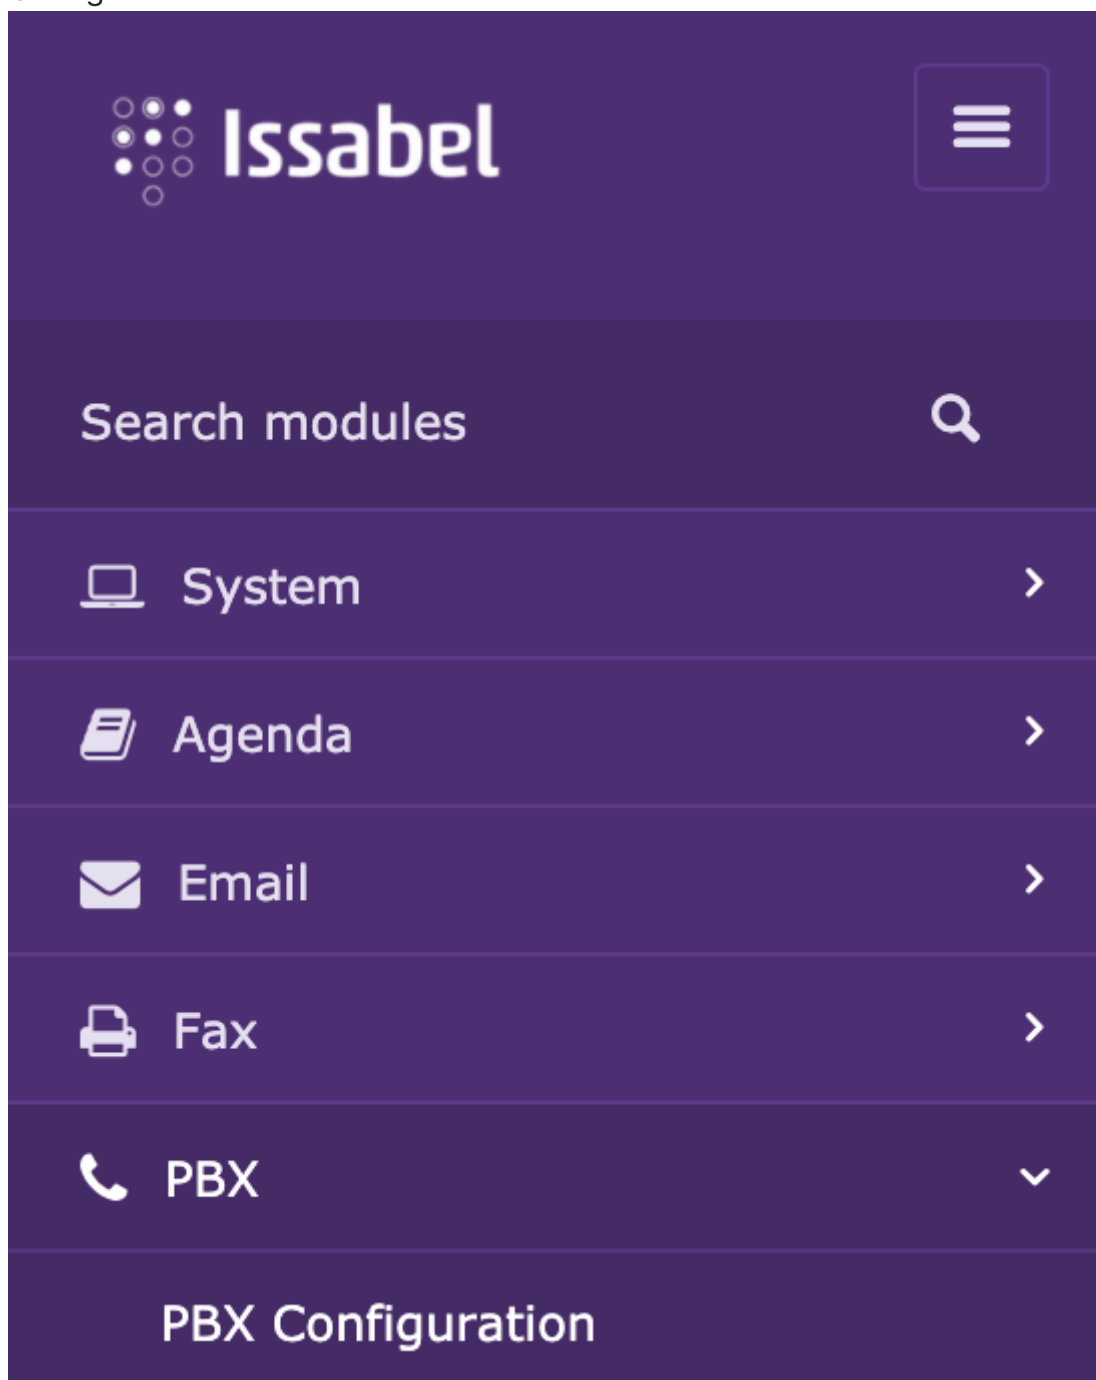 Issabel
Search modules
System
Agenda
Email
Fax
PBX
PBX Configuration